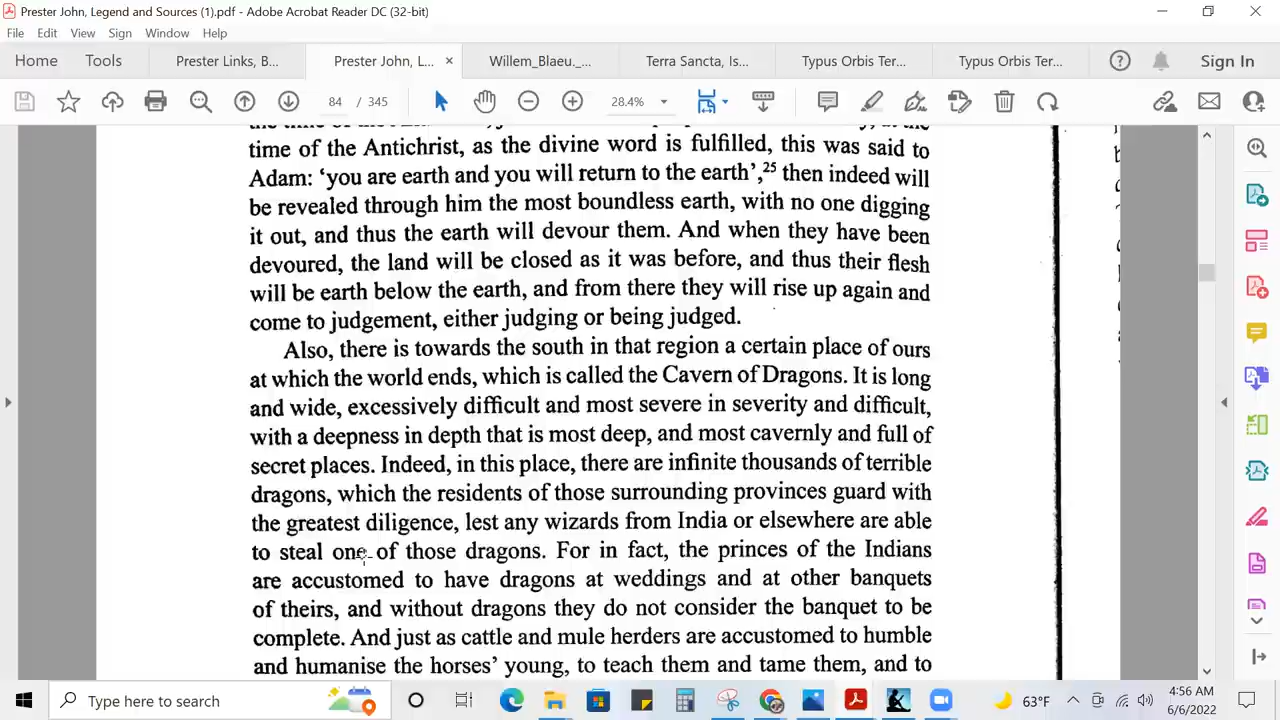 Prester John, Legend and Sources (1).pdf - Adobe Acrobat Reader DC (32-bit)
File Edit View Sign Window Help
Home Tools Prester Links, B... Prester John, L... × Willem_Blaeu._... Terra Sancta, Is... Typus Orbis Ter... Typus Orbis Ter... Sign In
84 / 345 28.4%
time of the Antichrist, as the divine word is fulfilled, this was said to
Adam: ‘you are earth and you will return to the earth’,25 then indeed will
be revealed through him the most boundless earth, with no one digging
it out, and thus the earth will devour them. And when they have been
devoured, the land will be closed as it was before, and thus their flesh
will be earth below the earth, and from there they will rise up again and
come to judgement, either judging or being judged.
Also, there is towards the south in that region a certain place of ours
at which the world ends, which is called the Cavern of Dragons. It is long
and wide, excessively difficult and most severe in severity and difficult,
with a deepness in depth that is most deep, and most cavernly and full of
secret places. Indeed, in this place, there are infinite thousands of terrible
dragons, which the residents of those surrounding provinces guard with
the greatest diligence, lest any wizards from India or elsewhere are able
to steal one of those dragons. For in fact, the princes of the Indians
are accustomed to have dragons at weddings and at other banquets
of theirs, and without dragons they do not consider the banquet to be
complete. And just as cattle and mule herders are accustomed to humble
and humanise the horses’ young, to teach them and tame them, and to
Type here to search 63°F 4:56 AM
6/6/2022